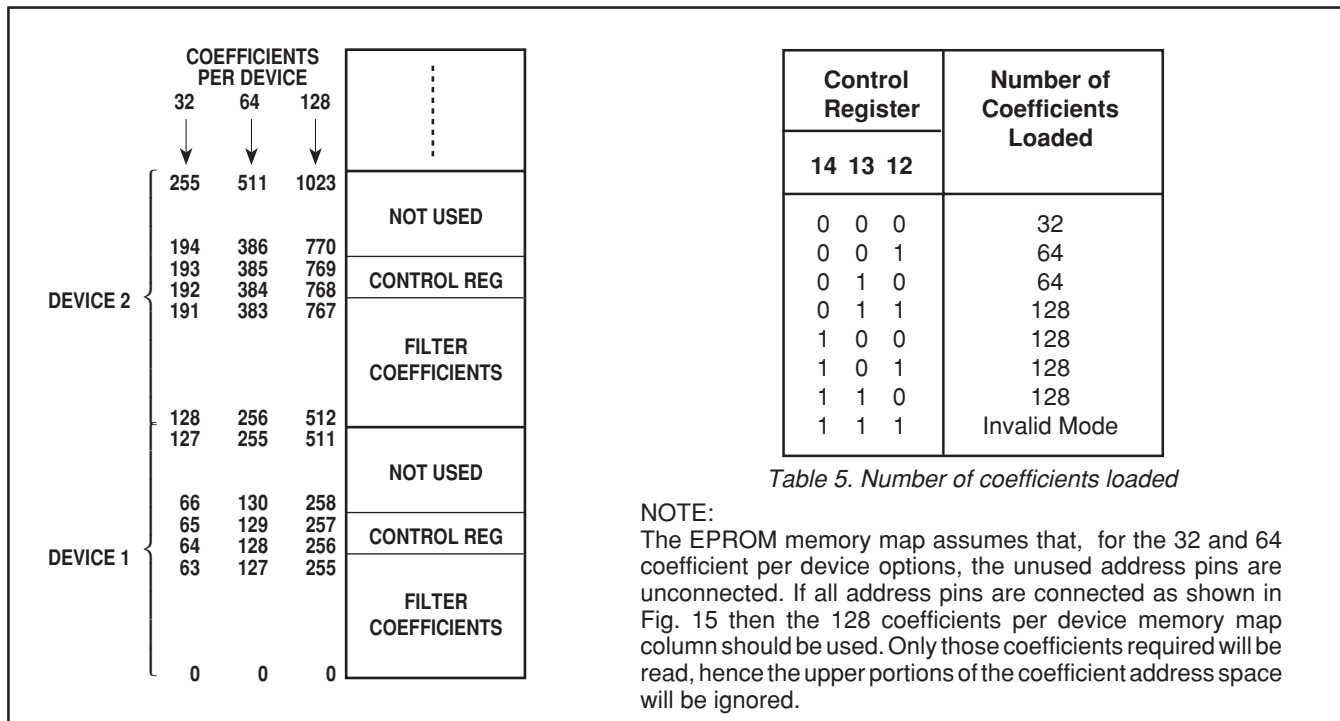 COEFFICIENTS
PER DEVICE
32 64 128
255 511 1023
NOT USED
194 386 770
193 385 769
CONTROL REG
192 384 768
DEVICE 2
191 383 767
FILTER
COEFFICIENTS
128 256 512
127 255 511
NOT USED
66 130 258
65 129 257
CONTROL REG
64 128 256
DEVICE 1
63 127 255
FILTER
COEFFICIENTS
0 0 0
Control
Register
Number of
Coefficients
Loaded
14 13 12
0 0 0 32
0 0 1 64
0 1 0 64
0 1 1 128
1 0 0 128
1 0 1 128
1 1 0 128
1 1 1 Invalid Mode
Table 5. Number of coefficients loaded
NOTE:
The EPROM memory map assumes that, for the 32 and 64
coefficient per device options, the unused address pins are
unconnected. If all address pins are connected as shown in
Fig. 15 then the 128 coefficients per device memory map
column should be used. Only those coefficients required will be
read, hence the upper portions of the coefficient address space
will be ignored.